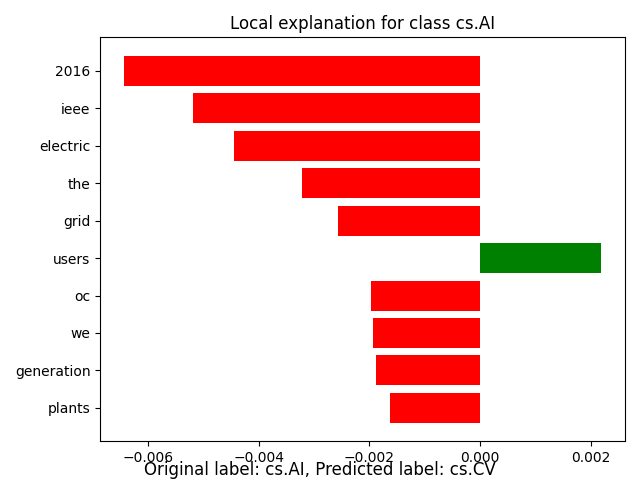 Local explanation for class cs.AI
2016
ieee
electric
the
grid
users
oc
we
generation
plants
−0.006 −0.004 −0.002 0.000 0.002
Original label: cs.AI, Predicted label: cs.CV